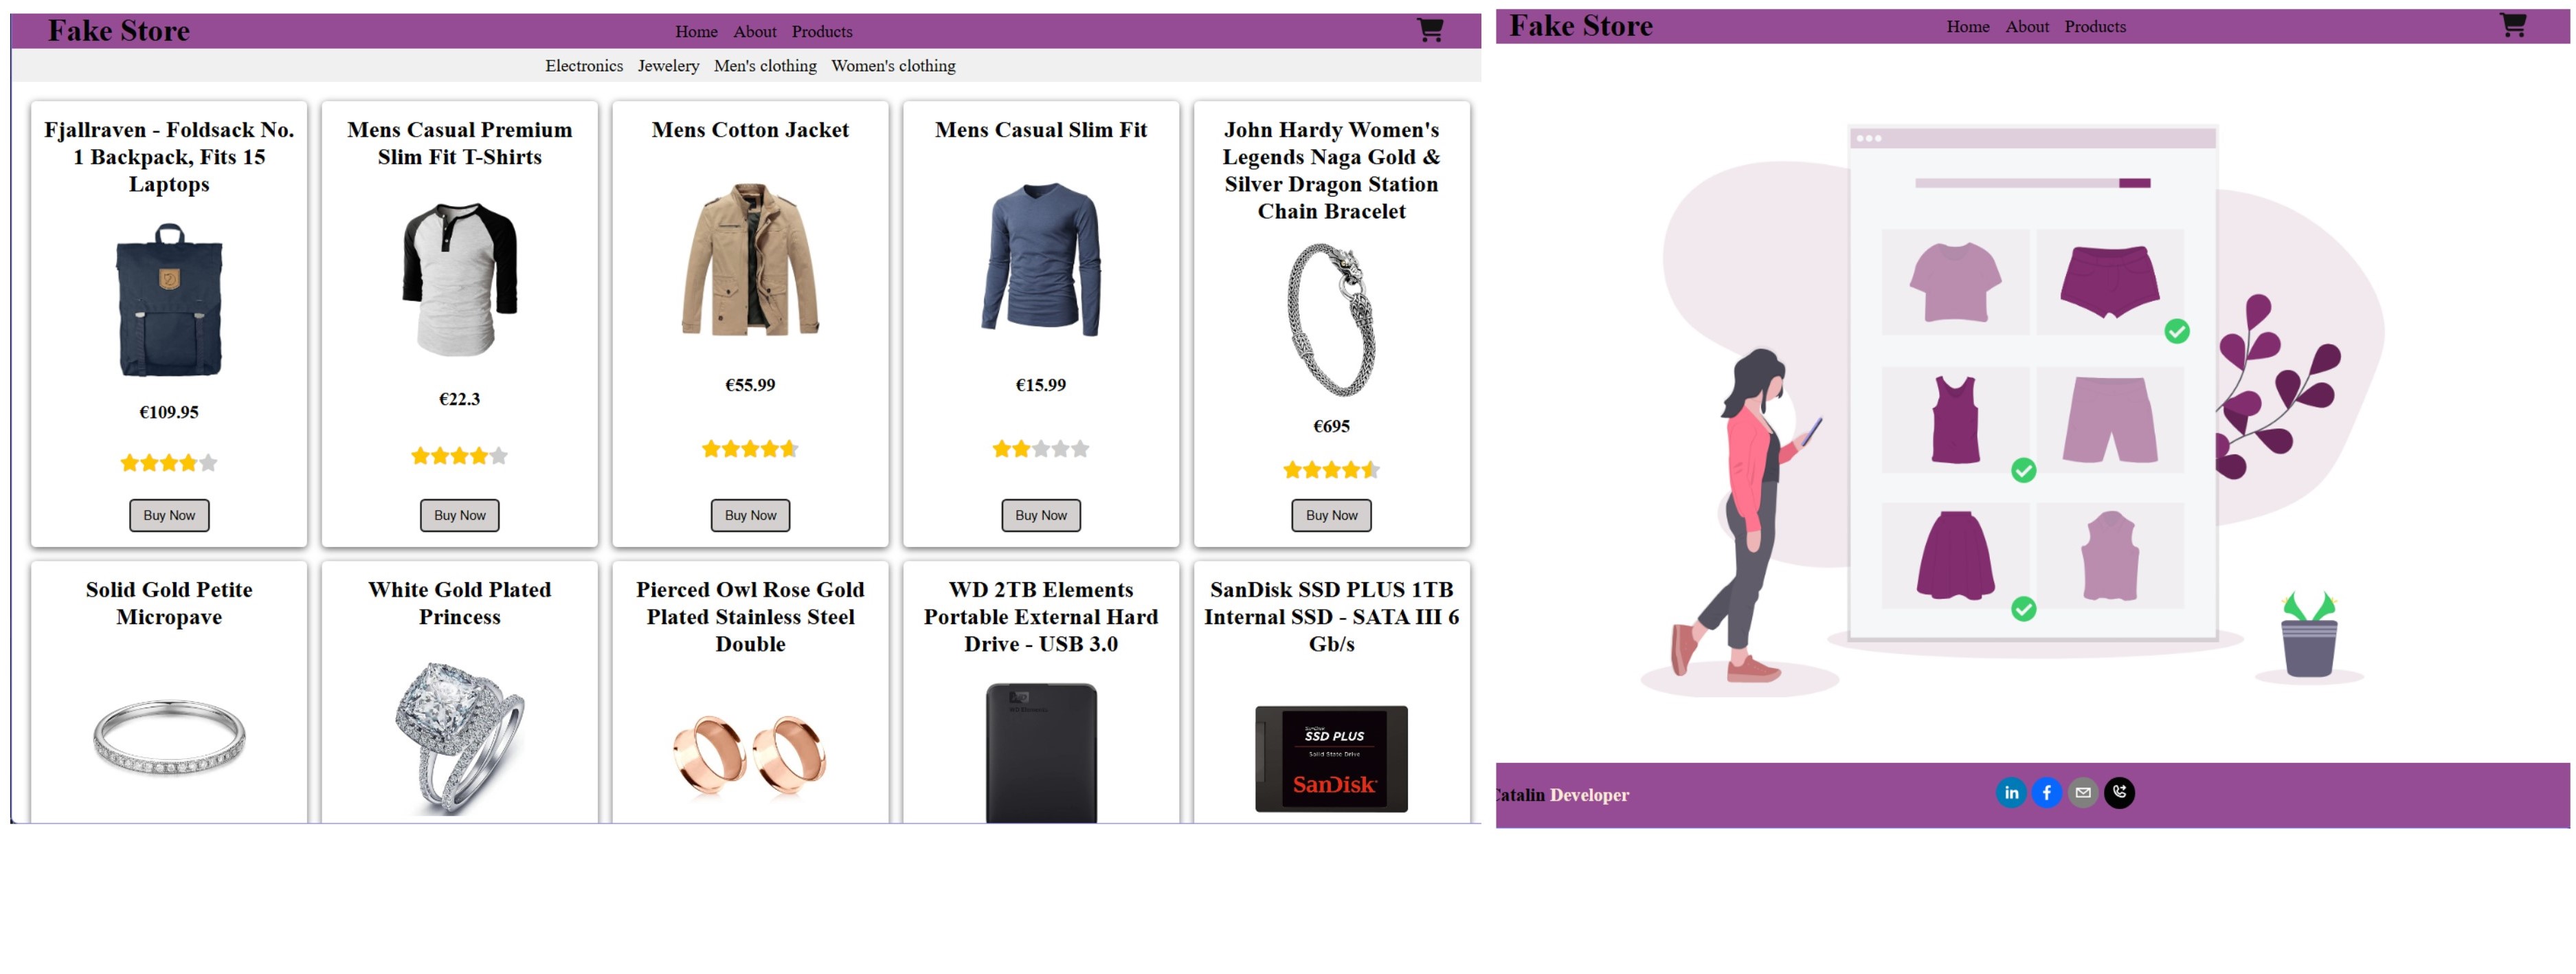 Fake Store
Home About Products
Electronics Jewelery Men's clothing Women's clothing
Fjallraven - Foldsack No.
1 Backpack, Fits 15
Laptops
€109.95
Buy Now
Mens Casual Premium
Slim Fit T-Shirts
€22.3
Buy Now
Mens Cotton Jacket
€55.99
Buy Now
Mens Casual Slim Fit
€15.99
Buy Now
John Hardy Women's
Legends Naga Gold &
Silver Dragon Station
Chain Bracelet
€695
Buy Now
Solid Gold Petite
Micropave
White Gold Plated
Princess
Pierced Owl Rose Gold
Plated Stainless Steel
Double
WD 2TB Elements
Portable External Hard
Drive - USB 3.0
WD Elements
SanDisk SSD PLUS 1TB
Internal SSD - SATA III 6
Gb/s
SanDisk
SSD PLUS
Solid State Drive
SanDisk
Fake Store
Home About Products
Catalin Developer
in f